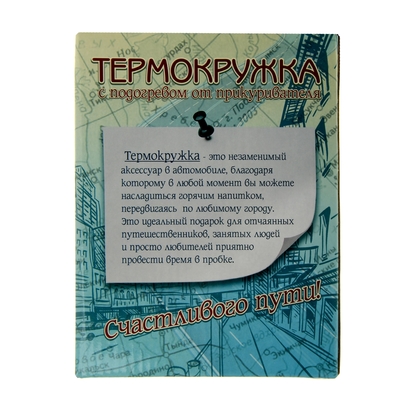 ТЕРМОКРУЖКА
с подогревом от прикуривателя
Термокружка - это незаменимый
аксессуар в автомобиле, благодаря
которому в любой момент вы можете
насладиться горячим напитком,
передвигаясь по любимому городу.
Это идеальный подарок для отчаянных
путешественников, занятых людей
и просто любителей приятно
провести время в пробке.
Счастливого пути!
Чара